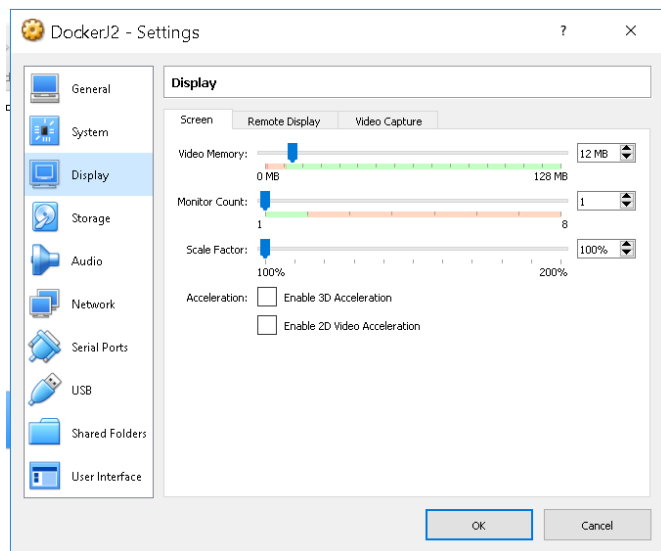 DockerJ2 - Settings
?
General
System
Display
Storage
Audio
Network
Serial Ports
USB
Shared Folders
User Interface
Display
Screen
Remote Display
Video Capture
Video Memory:
12 MB
0 MB
128 MB
Monitor Count:
1
1
8
Scale Factor:
100%
100%
200%
Acceleration:
Enable 3D Acceleration
Enable 2D Video Acceleration
OK
Cancel